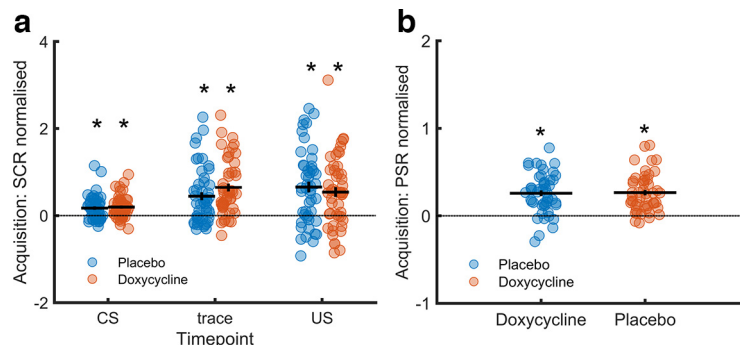 a
Acquisition: SCR normalised
4
2
0
-2
* * * * * *
Placebo
Doxycycline
CS trace US
Timepoint
b
Acquisition: PSR normalised
2
1
0
-1
* *
Placebo
Doxycycline
Doxycycline Placebo